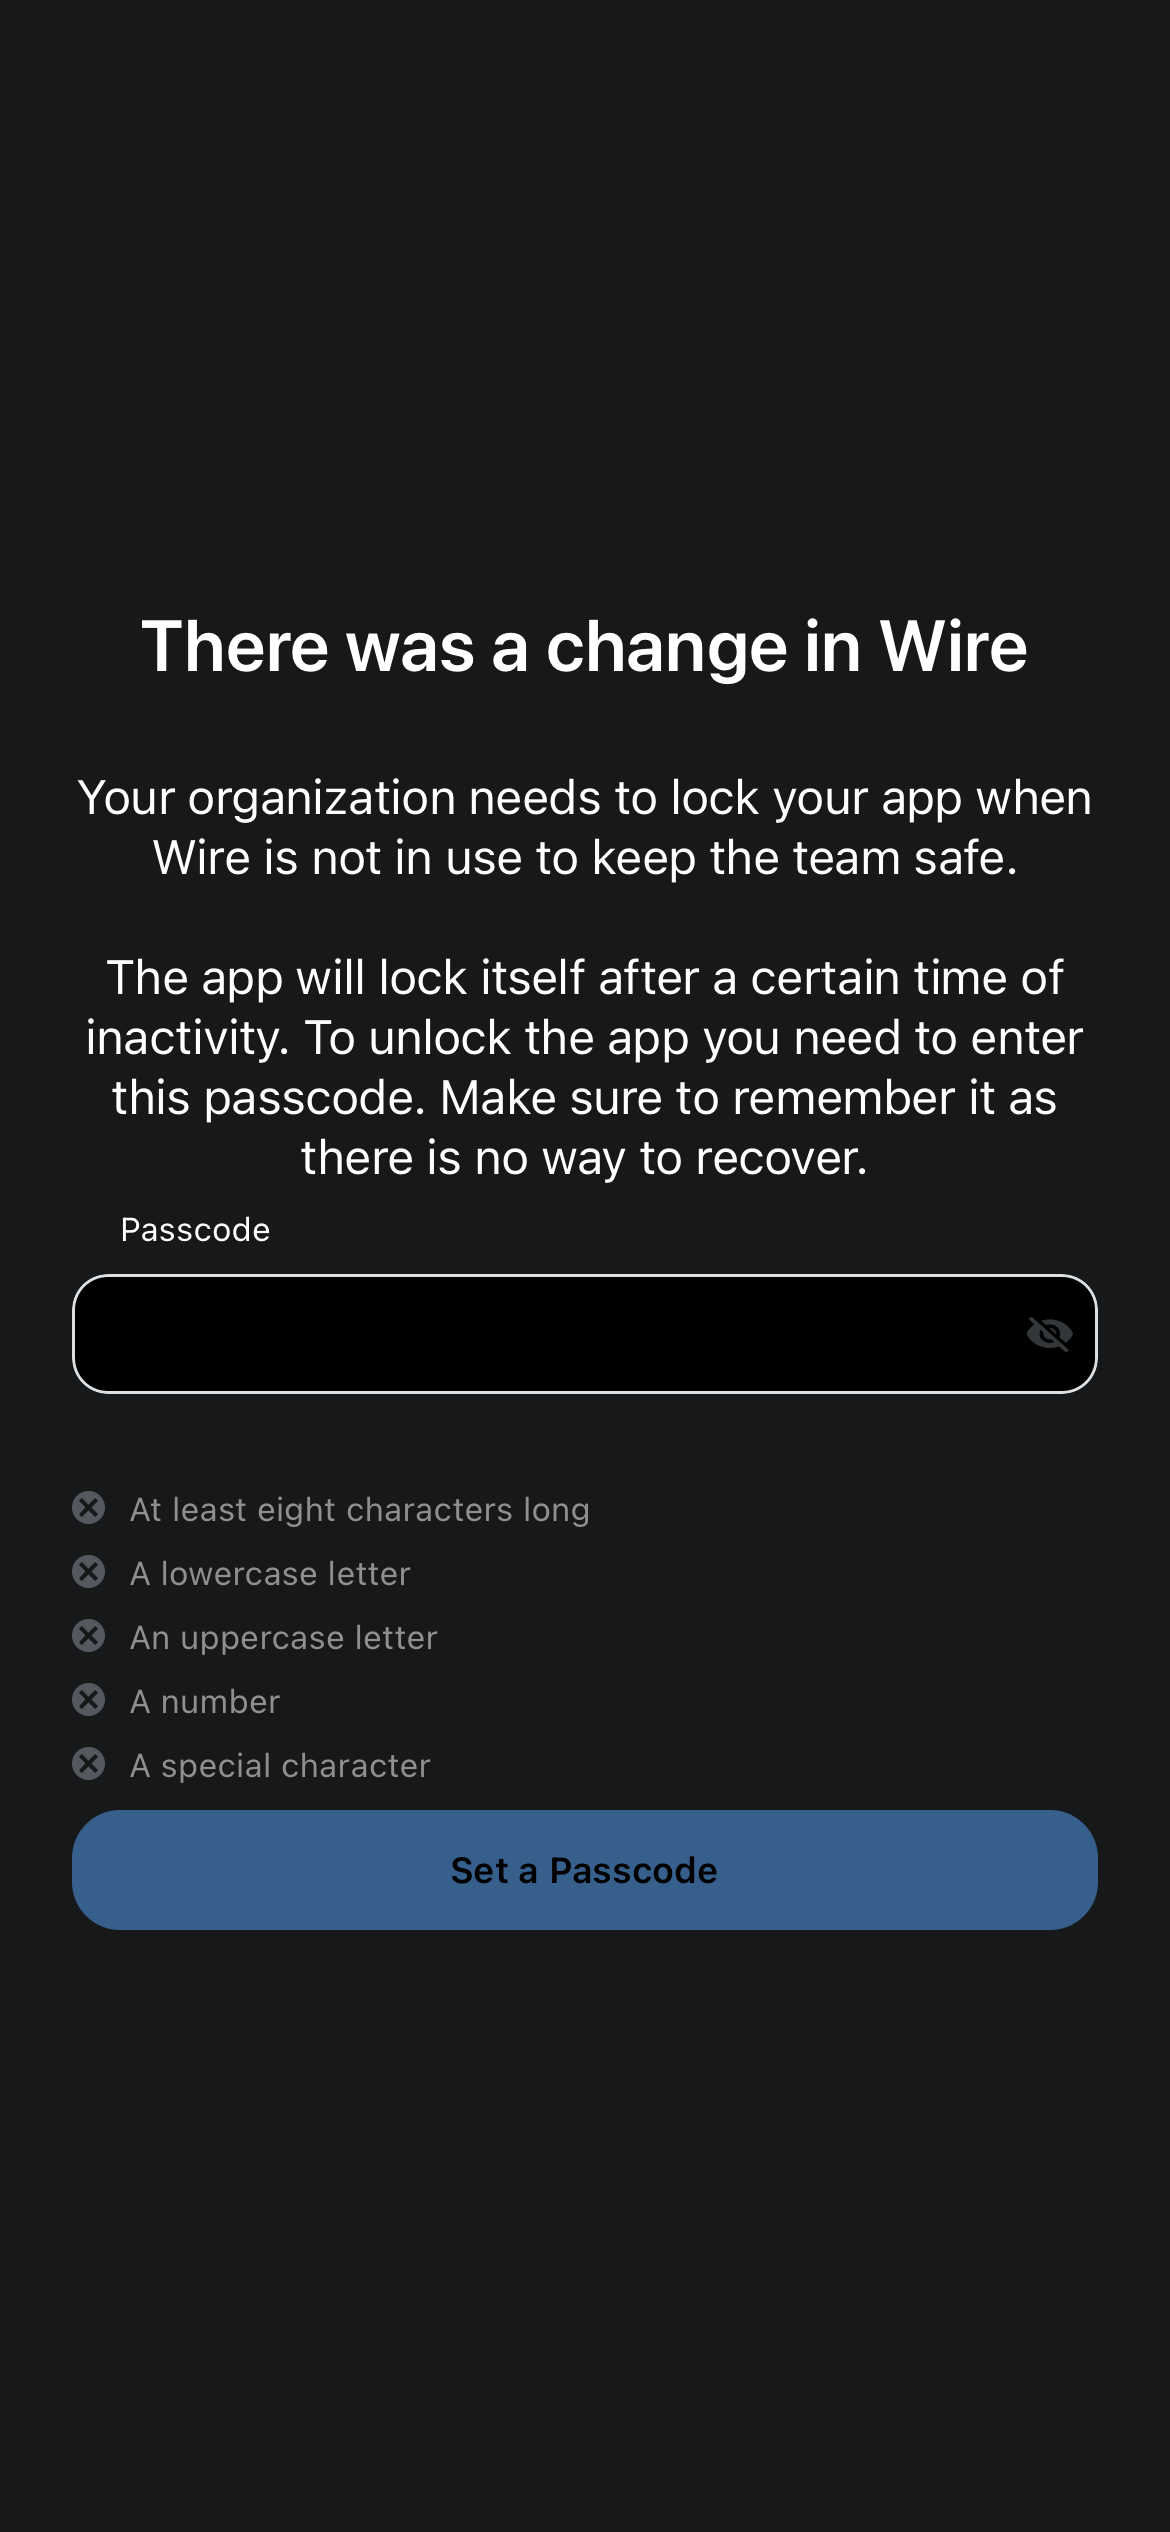 There was a change in Wire
Your organization needs to lock your app when
Wire is not in use to keep the team safe.
The app will lock itself after a certain time of
inactivity. To unlock the app you need to enter
this passcode. Make sure to remember it as
there is no way to recover.
Passcode
At least eight characters long
A lowercase letter
An uppercase letter
A number
A special character
Set a Passcode